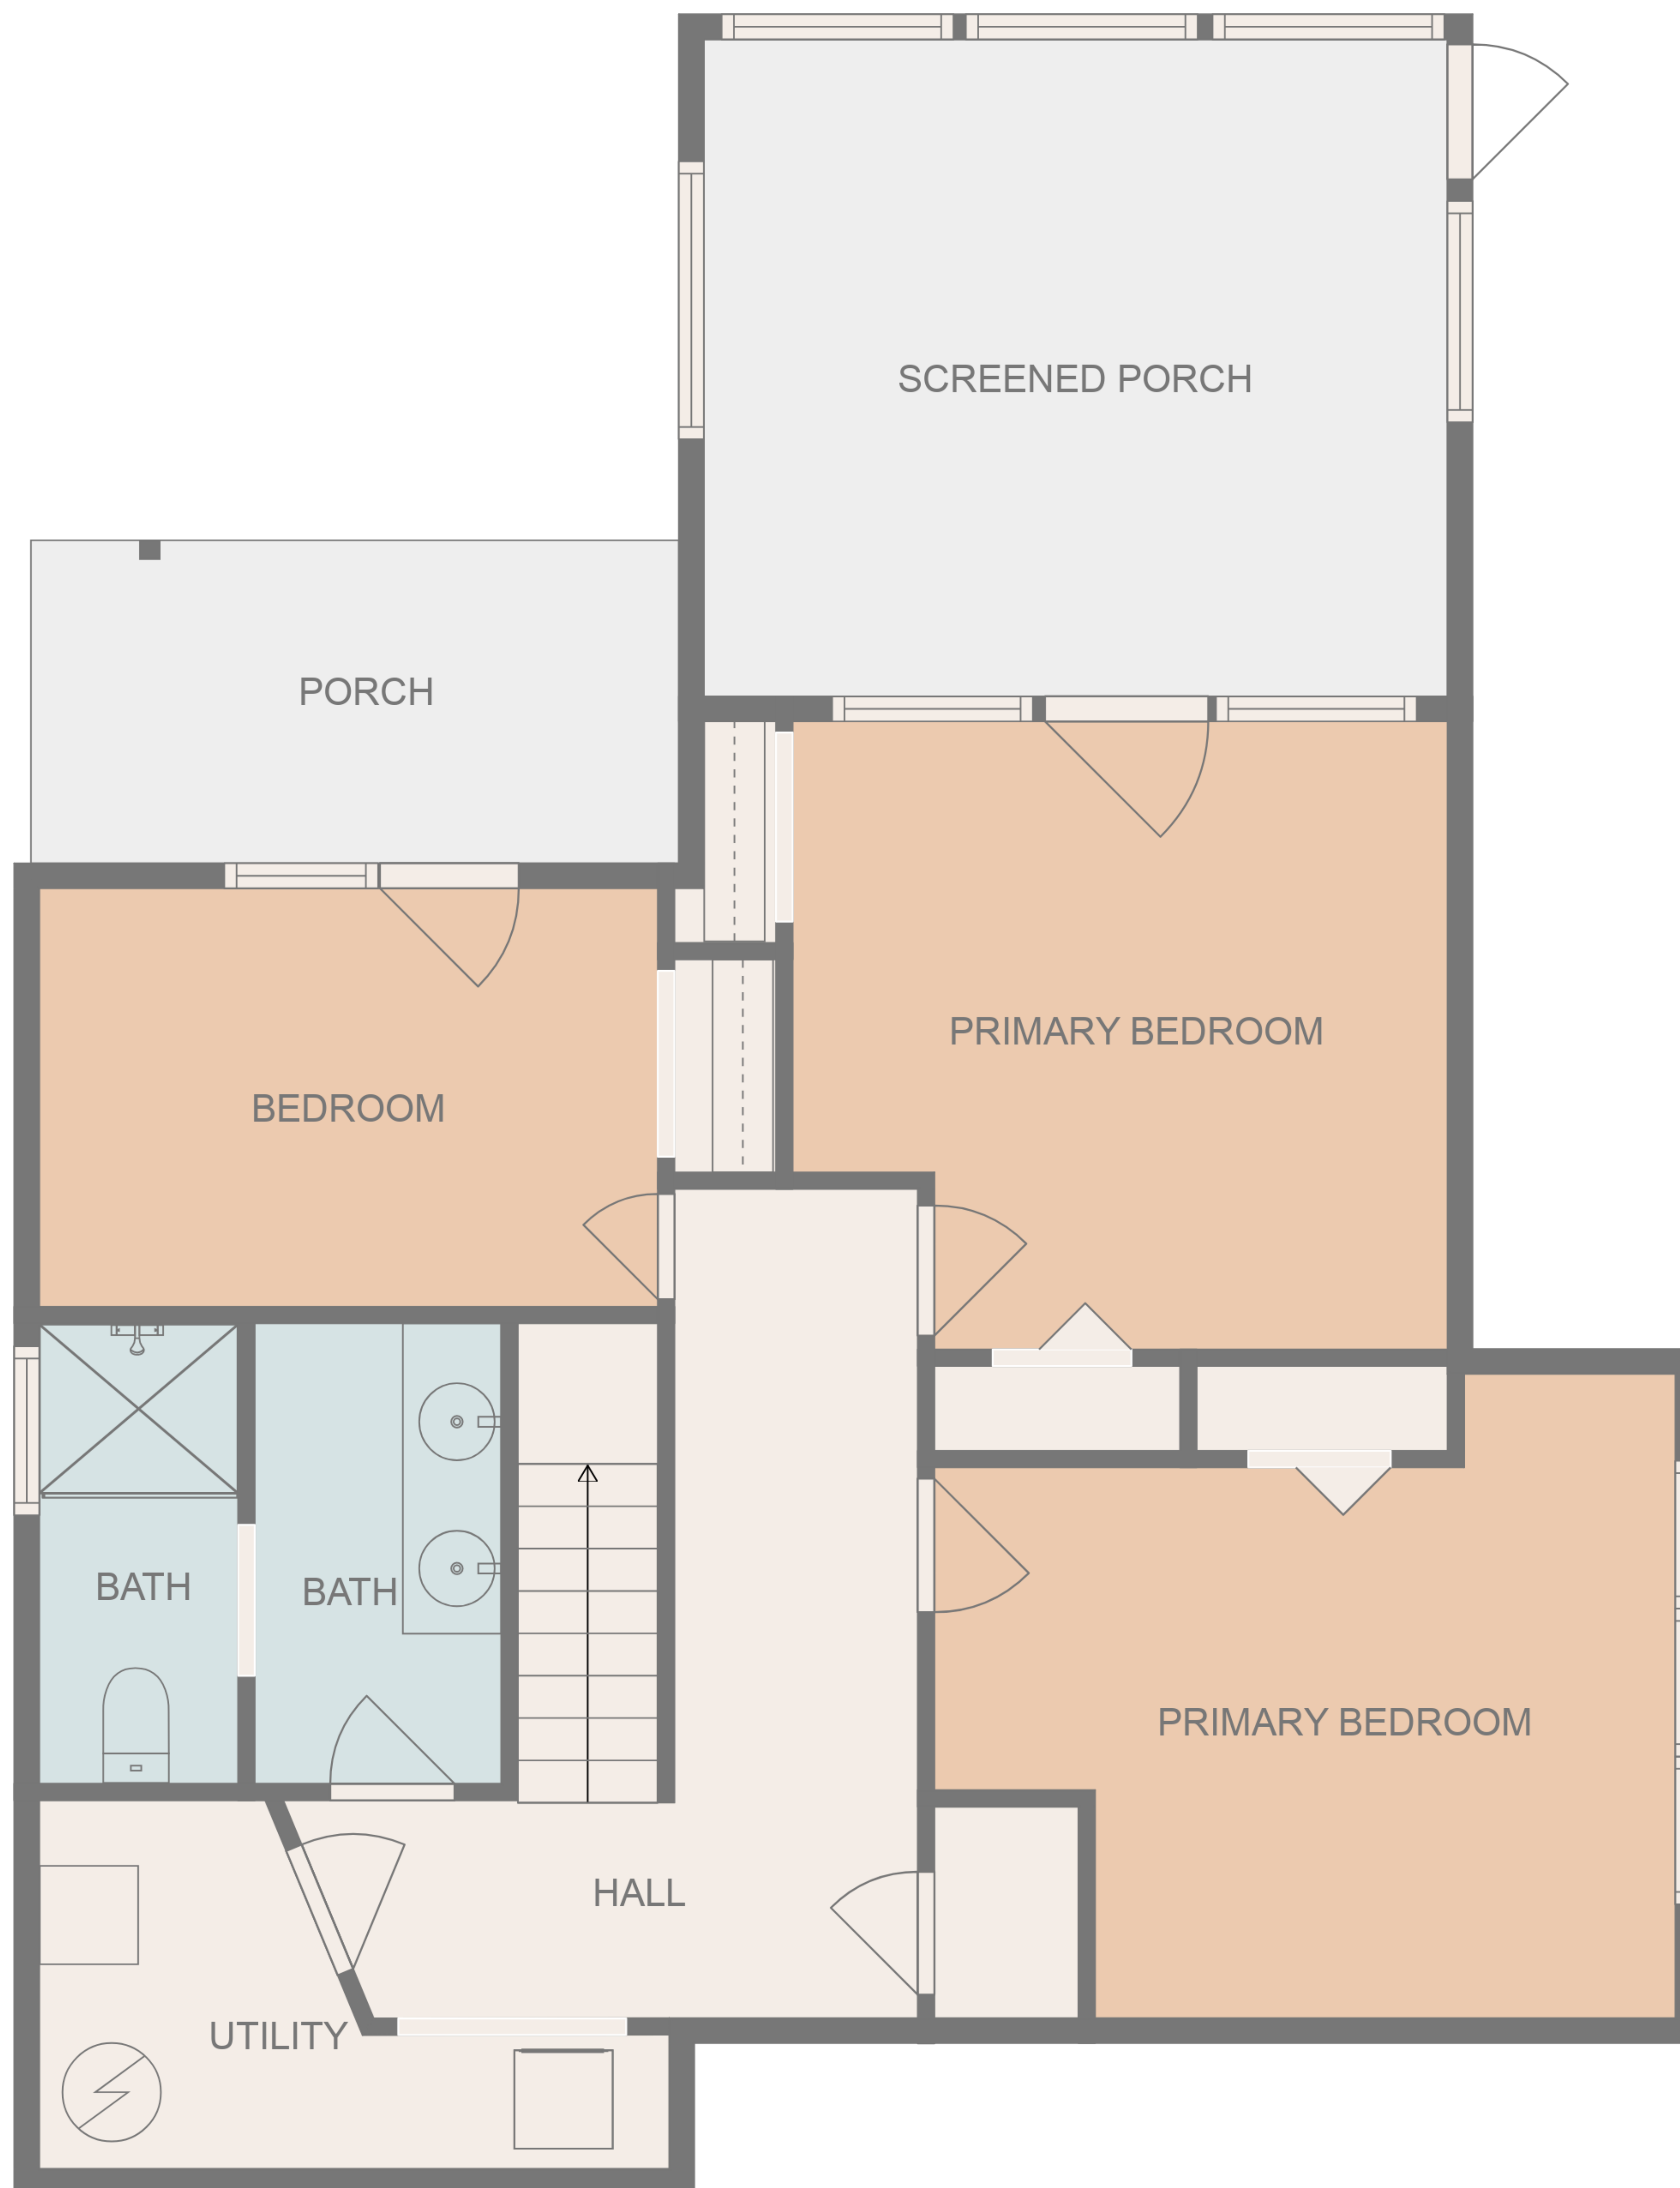 SCREENED PORCH
PORCH
PRIMARY BEDROOM
BEDROOM
BATH
BATH
PRIMARY BEDROOM
HALL
UTILITY